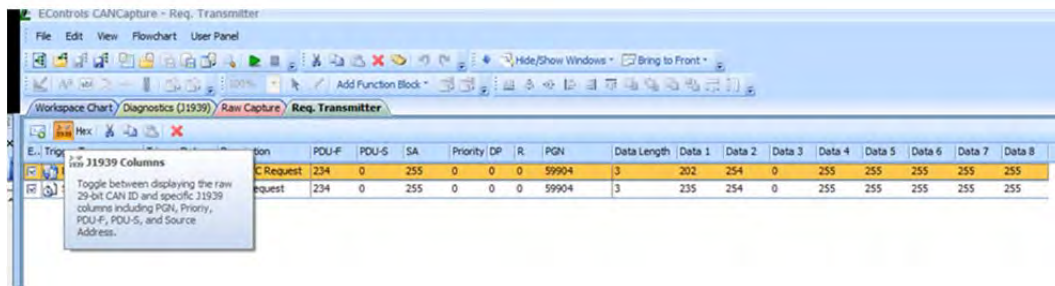 EControls CANCapture - Req. Transmitter
File Edit View Flowchart User Panel
Hide/Show Windows Bring to Front
100% Add Function Block
Workspace Chart Diagnostics (J1939) Raw Capture Req. Transmitter
Hex
E.. PDU-F PDU-S SA Priority DP R. PGN Data Length Data 1 Data 2 Data 3 Data 4 Data 5 Data 6 Data 7 Data 8
C Request 234 0 255 0 0 0 59904 3 202 254 0 255 255 255 255 255
equest 234 0 255 0 0 0 59904 3 235 254 0 255 255 255 255 255
J1939 Columns
Toggle between displaying the raw
29-bit CAN ID and specific J1939
columns including PGN, Prioriy,
PDU-F, PDU-S, and Source
Address.